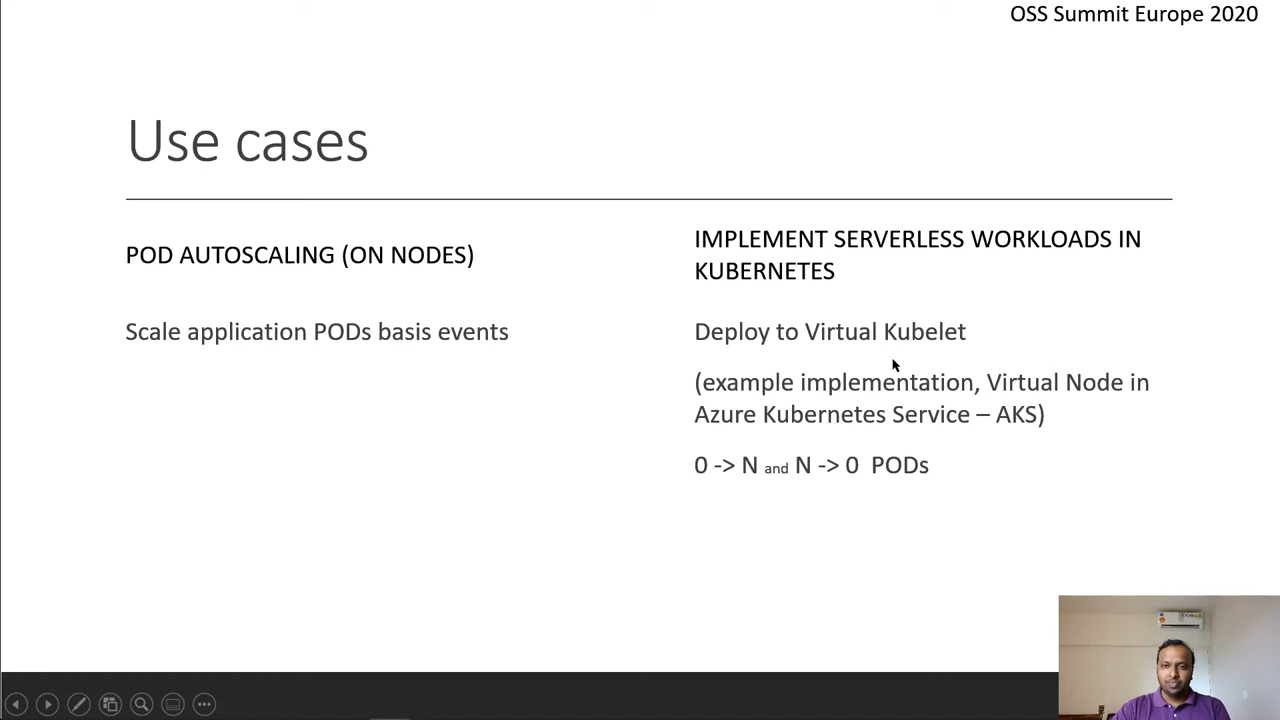 OSS Summit Europe 2020
Use cases
POD AUTOSCALING (ON NODES)
Scale application PODs basis events
IMPLEMENT SERVERLESS WORKLOADS IN
KUBERNETES
Deploy to Virtual Kubelet
(example implementation, Virtual Node in
Azure Kubernetes Service – AKS)
0 -> N and N -> 0 PODs